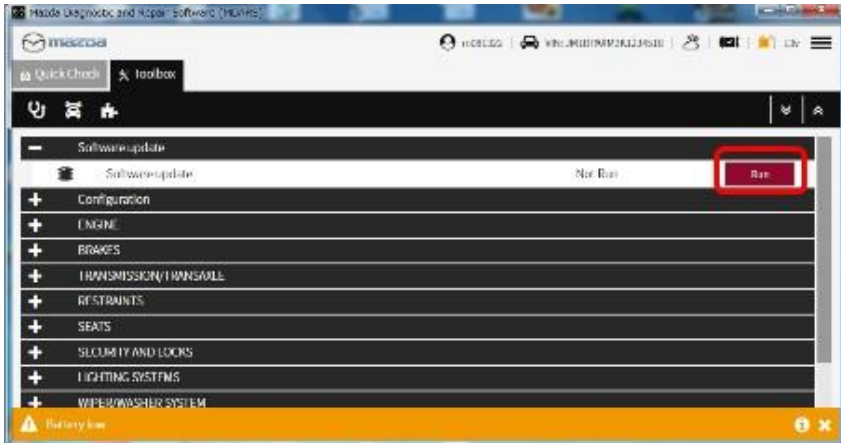 Mazda Diagnostic and Repair Software (MDARS)
mazda
Quick Check
Toolbox
Software update
Software update Not Run Run
Configuration
ENGINE
BRAKES
TRANSMISSION/TRANSAXLE
RESTRAINTS
SEATS
SECURITY AND LOCKS
LIGHTING SYSTEMS
WIPER/WASHER SYSTEM
Battery low